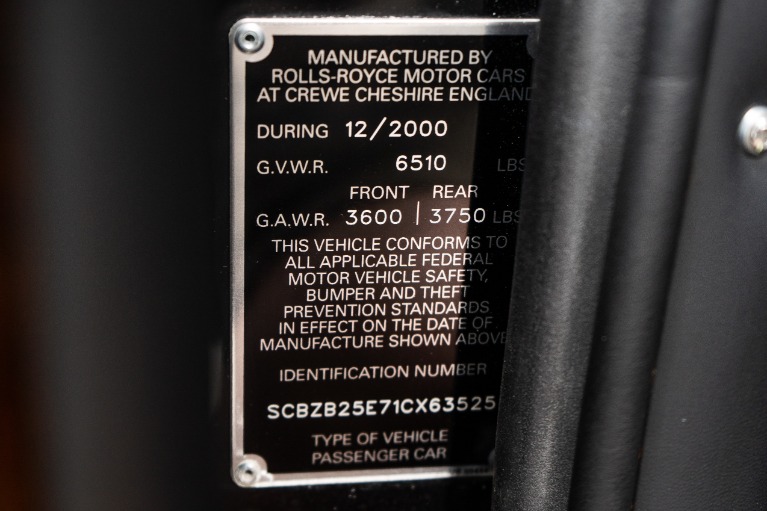 MANUFACTURED BY
ROLLS-ROYCE MOTOR CARS
AT CREWE CHESHIRE ENGLAND
DURING 12/2000
G.V.W.R. 6510 LBS
FRONT REAR
G.A.W.R. 3600 | 3750 LBS
THIS VEHICLE CONFORMS TO
ALL APPLICABLE FEDERAL
MOTOR VEHICLE SAFETY,
BUMPER AND THEFT
PREVENTION STANDARDS
IN EFFECT ON THE DATE OF
MANUFACTURE SHOWN ABOVE
IDENTIFICATION NUMBER
SCBZB25E71CX63525
TYPE OF VEHICLE
PASSENGER CAR